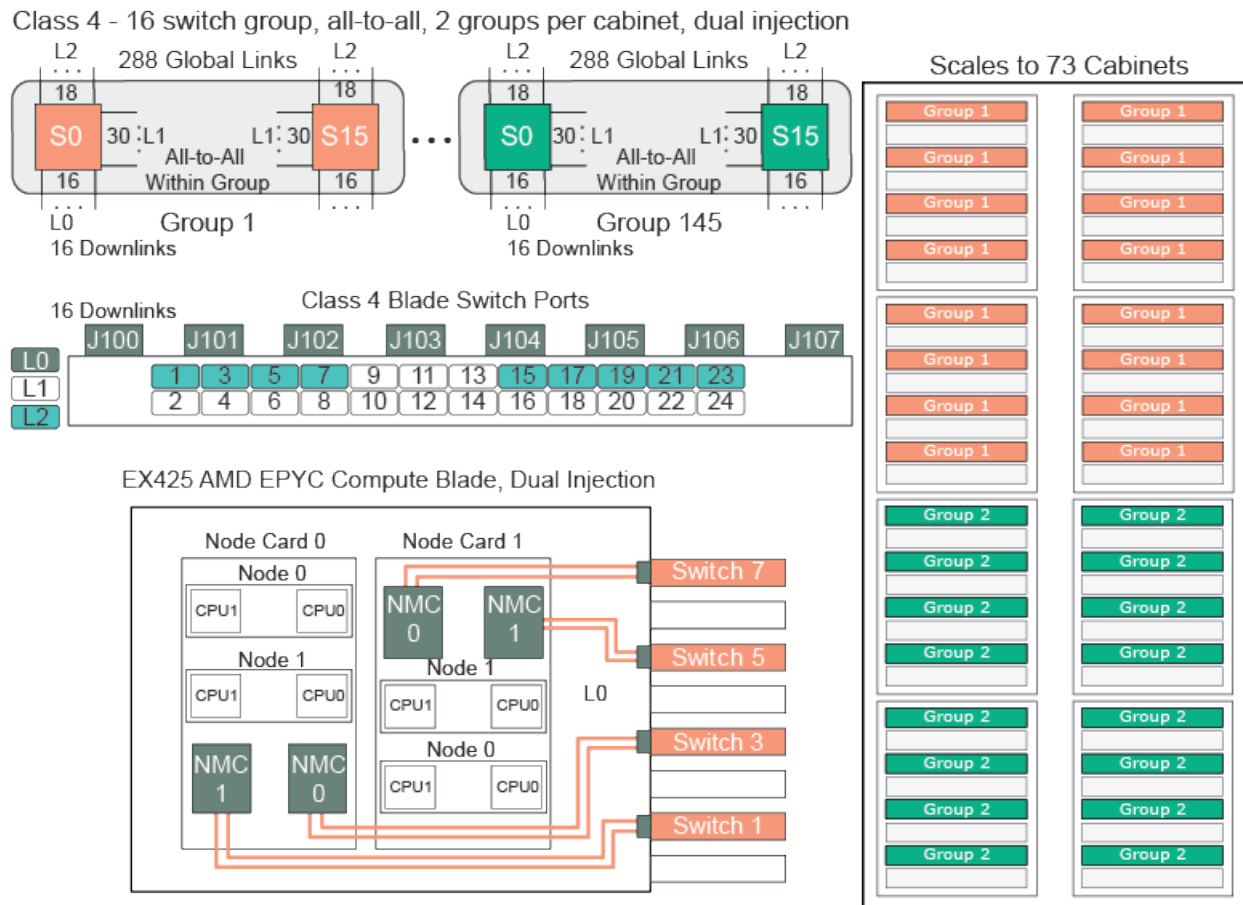 Class 4 - 16 switch group, all-to-all, 2 groups per cabinet, dual injection
L2
. . .
18
288 Global Links
L2
. . .
18
S0
30
L1
L1
30
S15
All-to-All
Within Group
16
. . .
L0
16
. . .
Group 1
16 Downlinks
...
L2
. . .
18
288 Global Links
L2
. . .
18
S0
30
L1
L1
30
S15
All-to-All
Within Group
16
. . .
L0
16
. . .
Group 145
16 Downlinks
Class 4 Blade Switch Ports
16 Downlinks
J100 J101 J102 J103 J104 J105 J106 J107
L0
L1
L2
1 3 5 7 9 11 13 15 17 19 21 23
2 4 6 8 10 12 14 16 18 20 22 24
EX425 AMD EPYC Compute Blade, Dual Injection
Node Card 0
Node 0
CPU1 CPU0
Node 1
CPU1 CPU0
NMC
1
NMC
0
Node Card 1
NMC
0
NMC
1
Node 1
CPU1 CPU0
Node 0
CPU1 CPU0
L0
Switch 7
Switch 5
Switch 3
Switch 1
Scales to 73 Cabinets
Group 1 Group 1
Group 1 Group 1
Group 1 Group 1
Group 1 Group 1
Group 1 Group 1
Group 1 Group 1
Group 1 Group 1
Group 1 Group 1
Group 2 Group 2
Group 2 Group 2
Group 2 Group 2
Group 2 Group 2
Group 2 Group 2
Group 2 Group 2
Group 2 Group 2
Group 2 Group 2